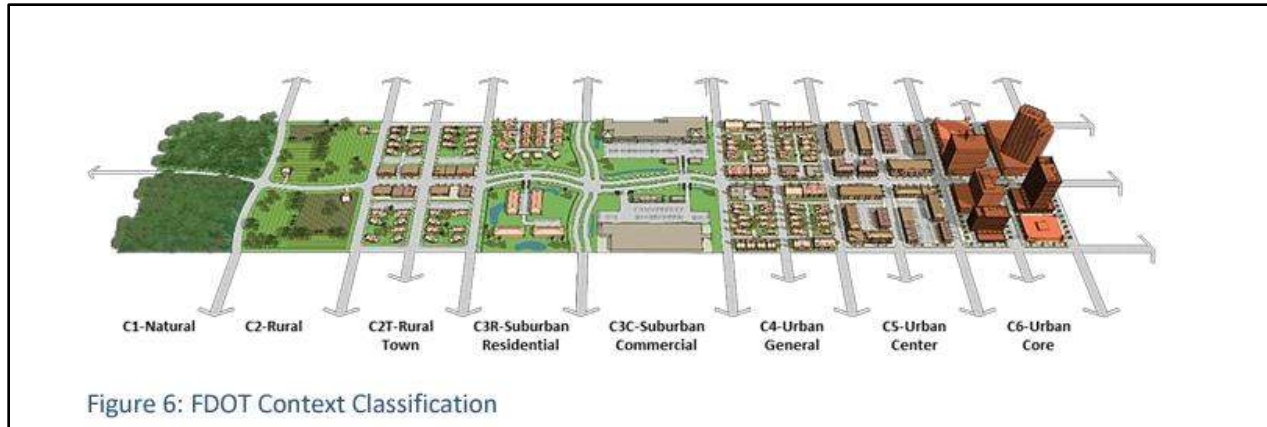 C1-Natural C2-Rural C2T-Rural C3R-Suburban C3C-Suburban C4-Urban C5-Urban C6-Urban
Town Residential Commercial General Center Core
Figure 6: FDOT Context Classification